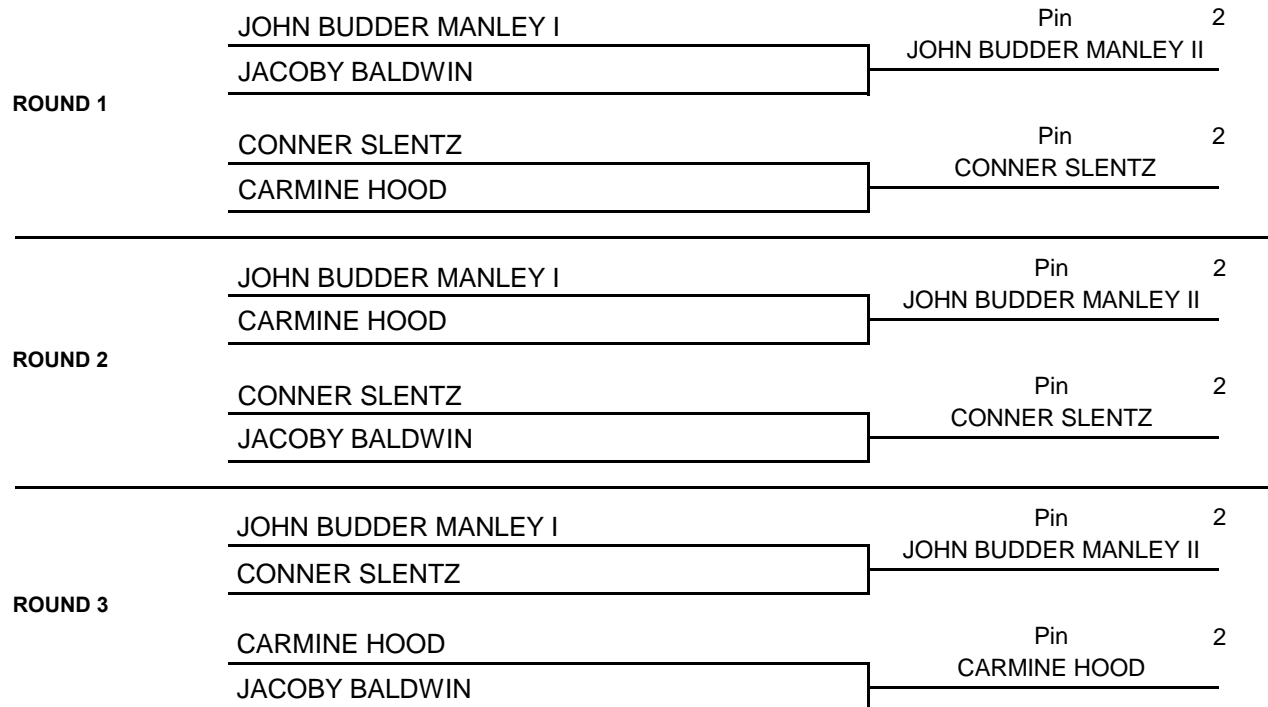 JOHN BUDDER MANLEY I
Pin 2
JOHN BUDDER MANLEY II
JACOBY BALDWIN
ROUND 1
CONNER SLENTZ
Pin 2
CONNER SLENTZ
CARMINE HOOD
JOHN BUDDER MANLEY I
Pin 2
JOHN BUDDER MANLEY II
CARMINE HOOD
ROUND 2
CONNER SLENTZ
Pin 2
CONNER SLENTZ
JACOBY BALDWIN
JOHN BUDDER MANLEY I
Pin 2
JOHN BUDDER MANLEY II
CONNER SLENTZ
ROUND 3
CARMINE HOOD
Pin 2
CARMINE HOOD
JACOBY BALDWIN